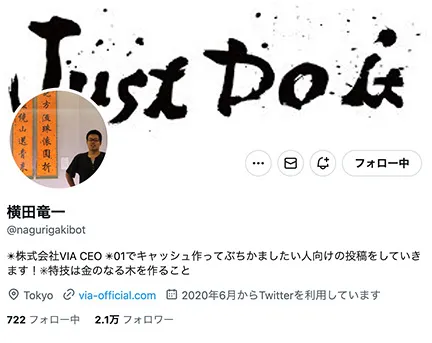 Just Do it
フォロー中
横田竜一
@nagurigakibot
✴株式会社VIA CEO ✴01でキャッシュ作ってぶちかましたい人向けの投稿をしていき
ます！✳特技は金のなる木を作ること
Tokyo via-official.com 2020年6月からTwitterを利用しています
722 フォロー中 2.1万 フォロワー